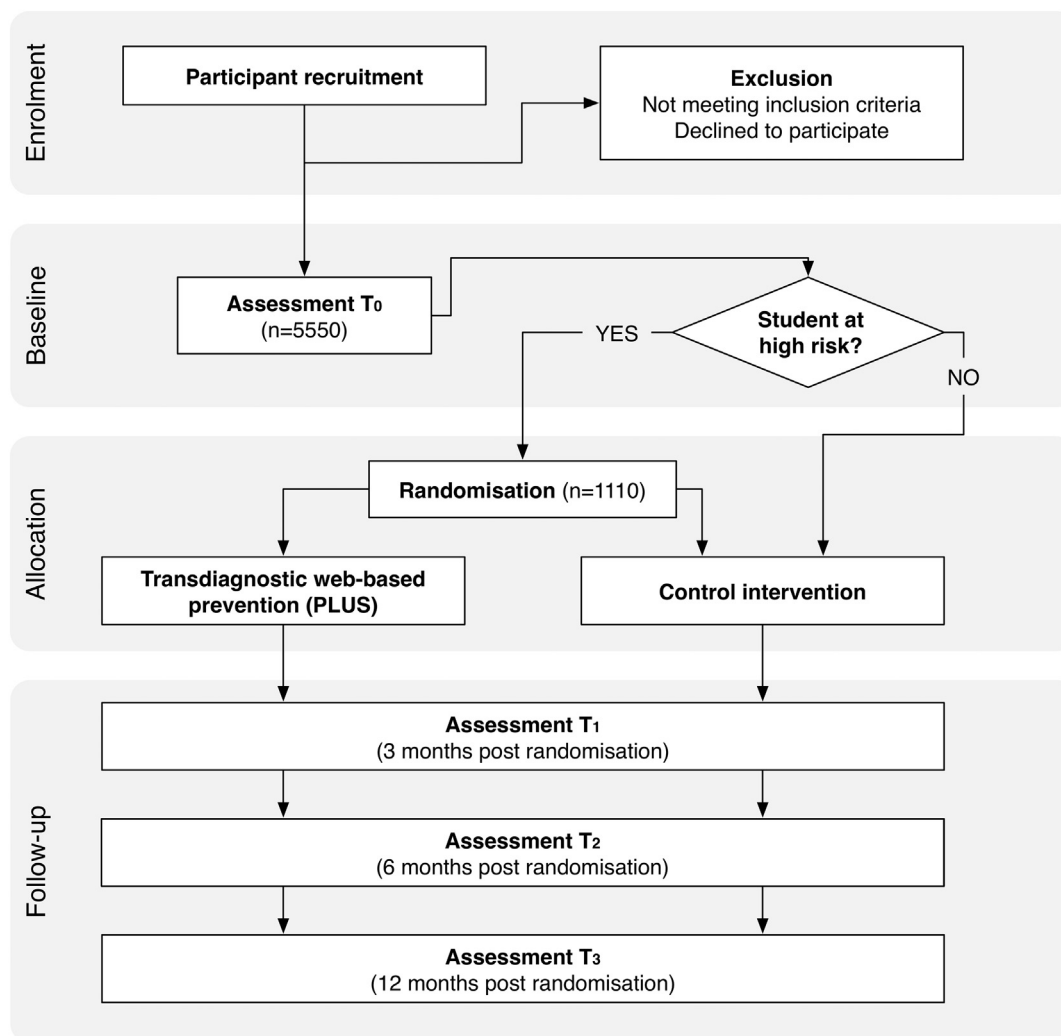 Enrolment
Participant recruitment
Exclusion
Not meeting inclusion criteria
Declined to participate
Baseline
Assessment T0
(n=5550)
Student at
high risk?
YES
NO
Allocation
Randomisation (n=1110)
Transdiagnostic web-based
prevention (PLUS)
Control intervention
Follow-up
Assessment T1
(3 months post randomisation)
Assessment T2
(6 months post randomisation)
Assessment T3
(12 months post randomisation)